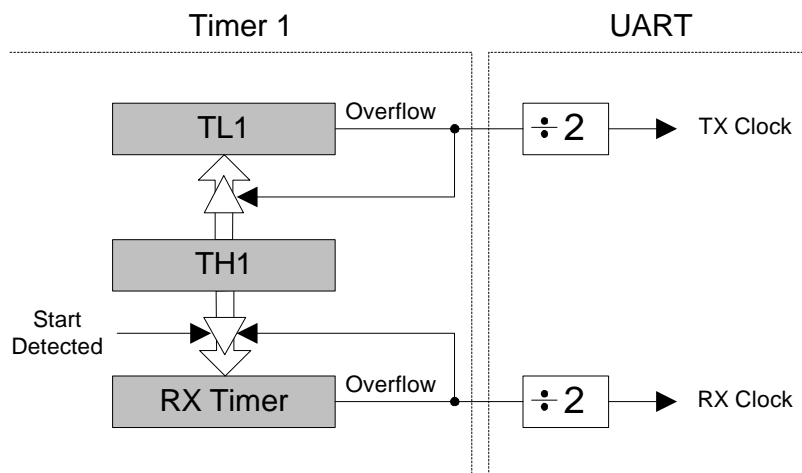 Timer 1
UART
TL1
Overflow
÷ 2
TX Clock
TH1
Start
Detected
RX Timer
Overflow
÷ 2
RX Clock